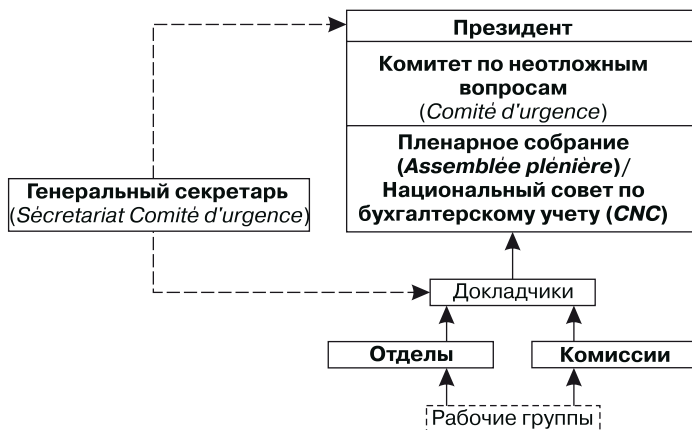 Президент
Комитет по неотложным
вопросам
(Comité d'urgence)
Пленарное собрание
(Assemblée plénière)/
Национальный совет по
бухгалтерскому учету (CNC)
Генеральный секретарь
(Sécretariat Comité d'urgence)
Докладчики
Отделы
Комиссии
Рабочие группы